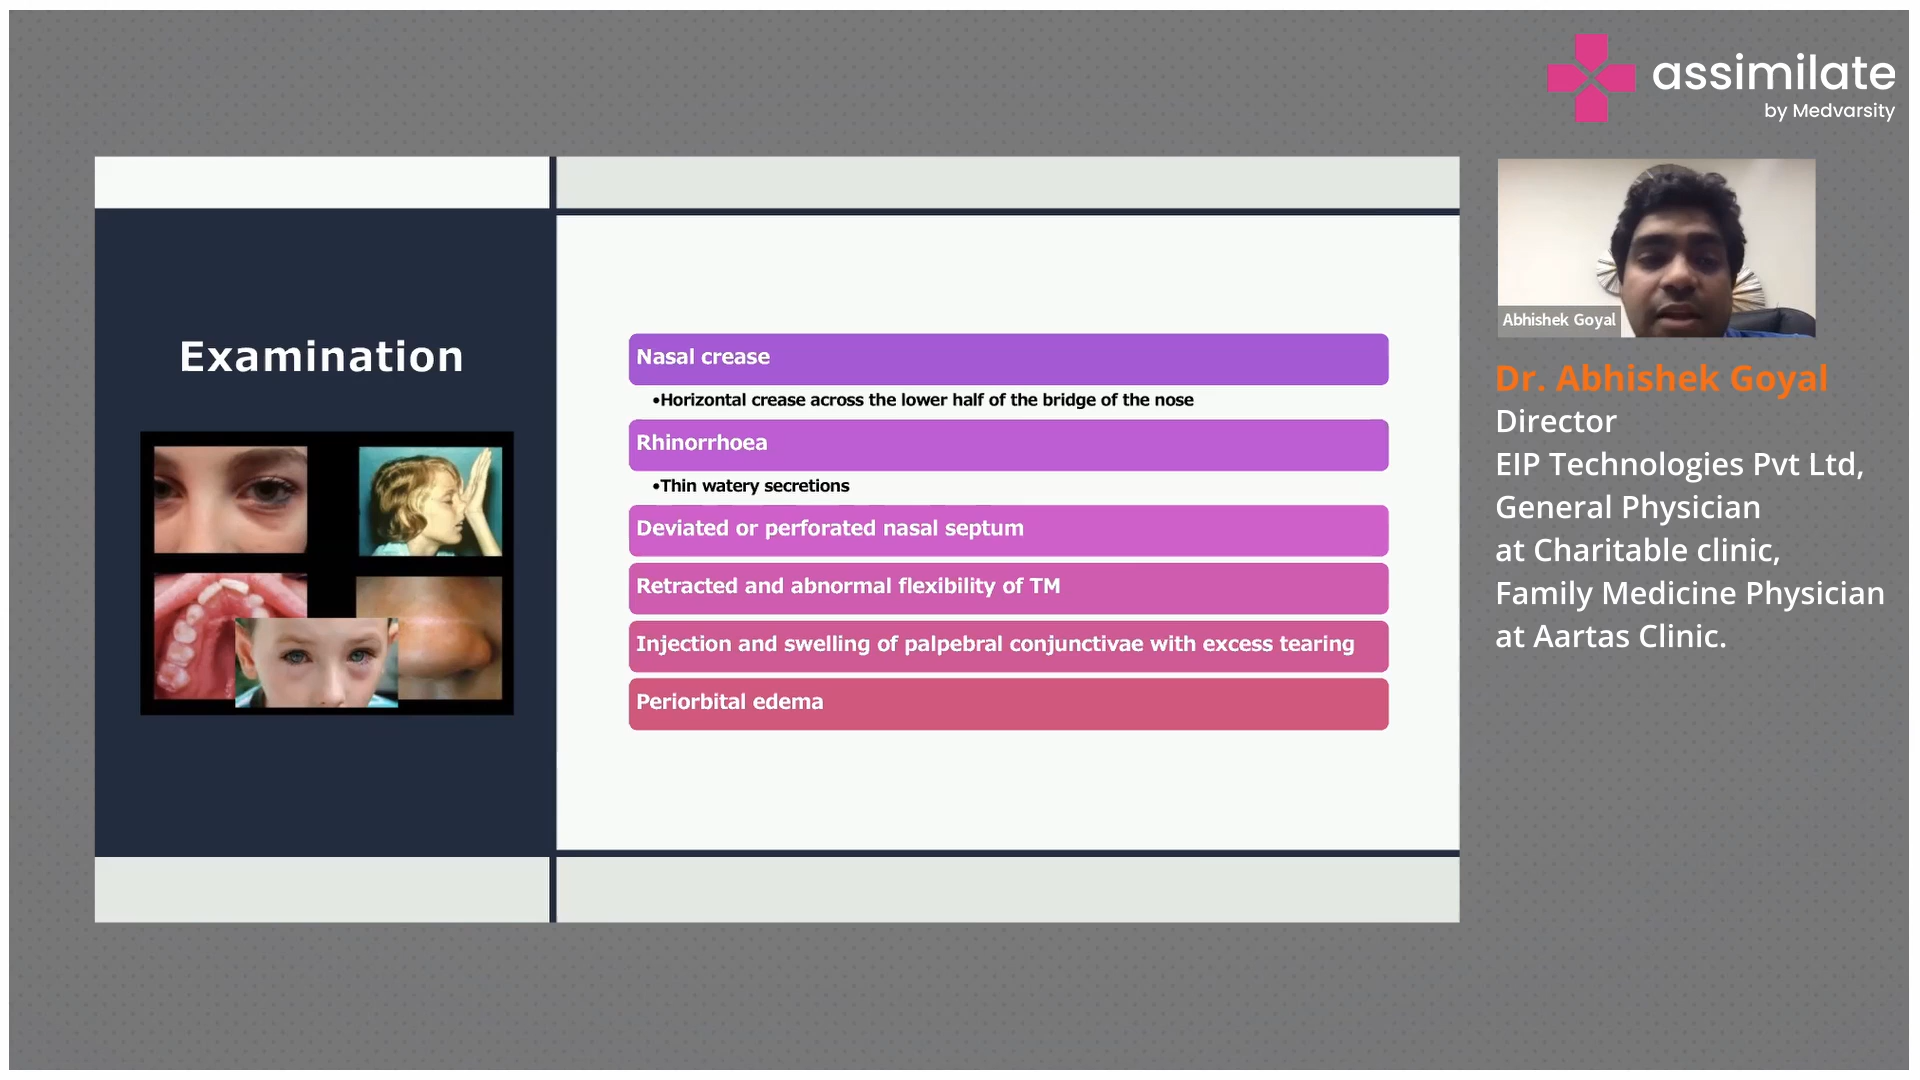 assimilate
by Medvarsity
Examination
Nasal crease
•Horizontal crease across the lower half of the bridge of the nose
Rhinorrhoea
•Thin watery secretions
Deviated or perforated nasal septum
Retracted and abnormal flexibility of TM
Injection and swelling of palpebral conjunctivae with excess tearing
Periorbital edema
Abhishek Goyal
Dr. Abhishek Goyal
Director
EIP Technologies Pvt Ltd,
General Physician
at Charitable clinic,
Family Medicine Physician
at Aartas Clinic.